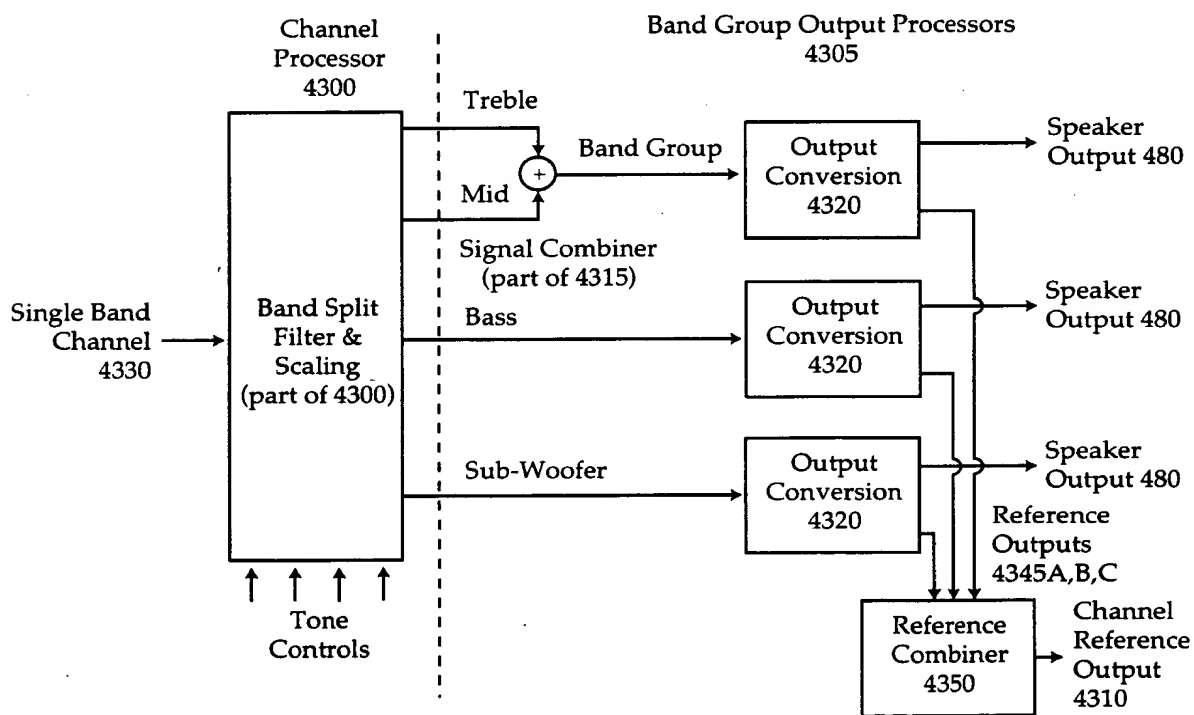 Channel
Processor
4300
Band Group Output Processors
4305
Treble
Mid
+
Band Group
Signal Combiner
(part of 4315)
Output
Conversion
4320
Speaker
Output 480
Single Band
Channel
4330
Band Split
Filter &
Scaling
(part of 4300)
Bass
Output
Conversion
4320
Speaker
Output 480
Sub-Woofer
Output
Conversion
4320
Speaker
Output 480
Reference
Outputs
4345A,B,C
Tone
Controls
Reference
Combiner
4350
Channel
Reference
Output
4310